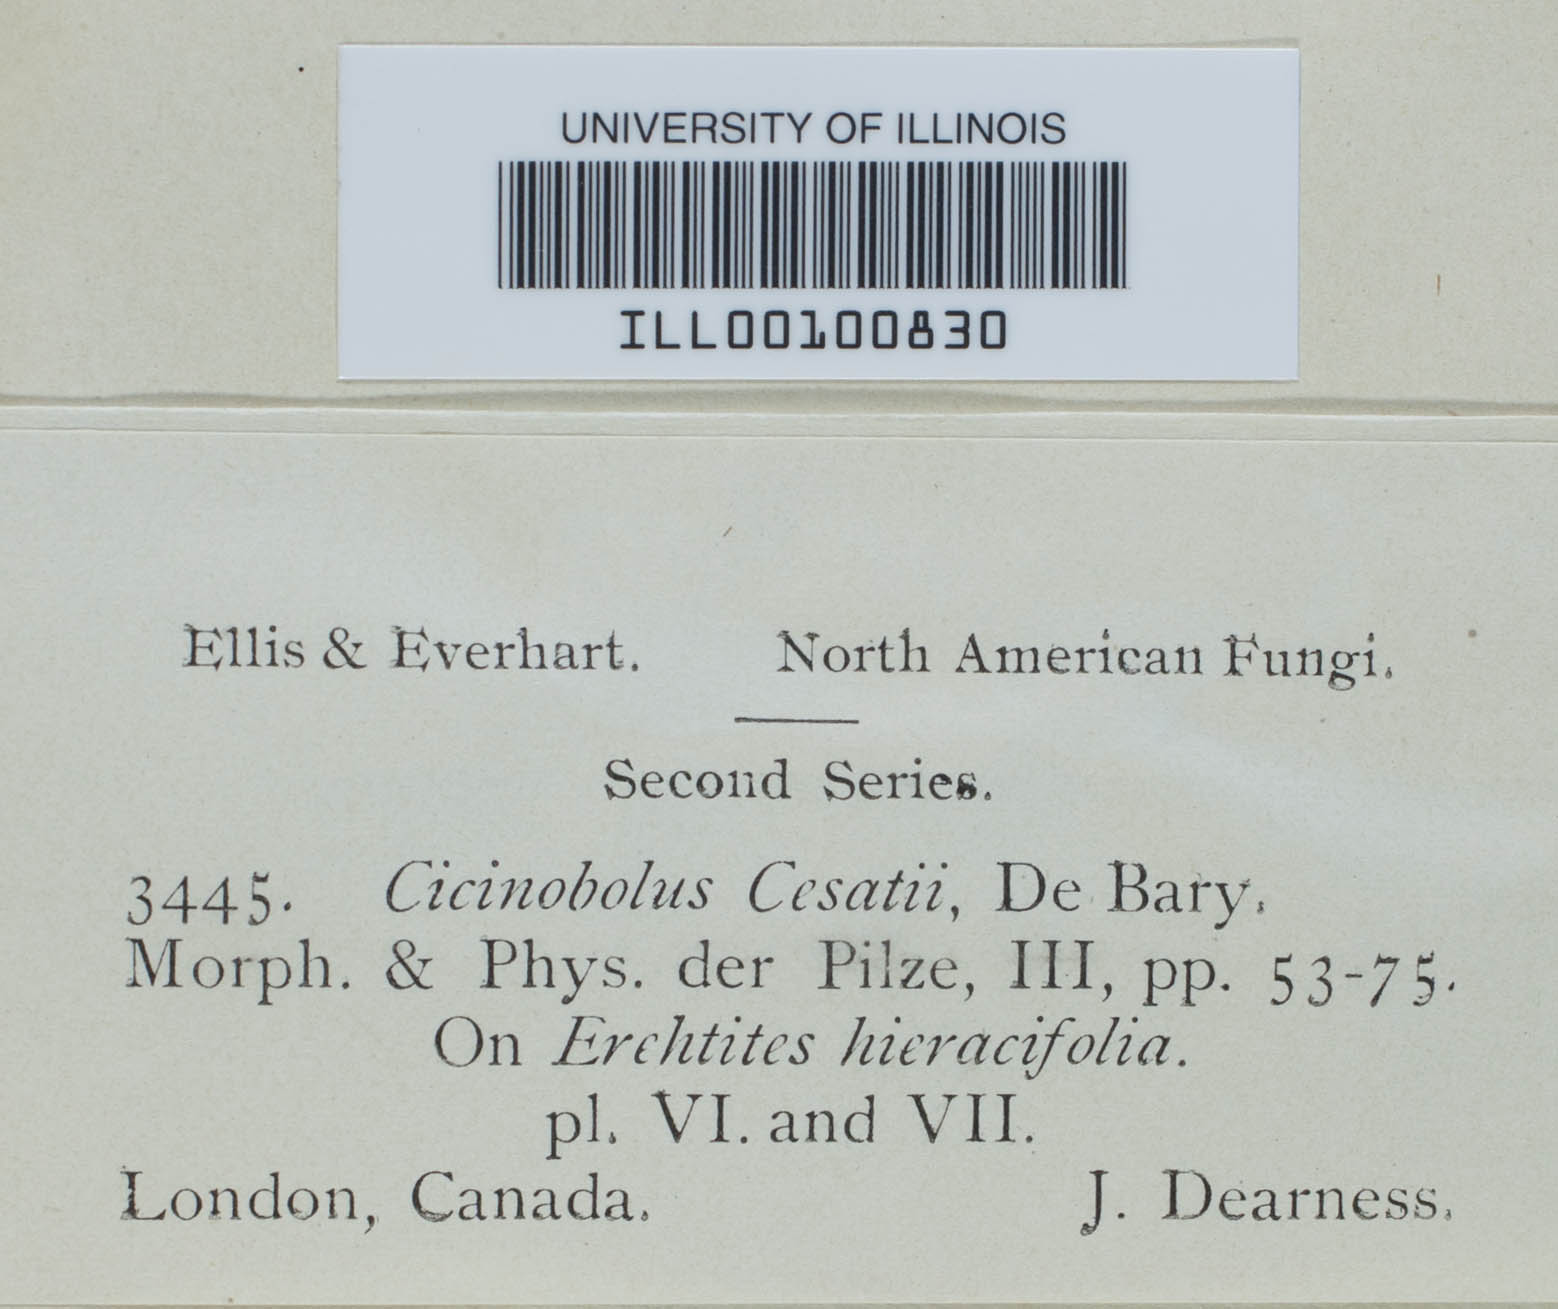 UNIVERSITY OF ILLINOIS
ILL00100830
Ellis & Everhart. North American Fungi.
Second Series.
3445. Cicinobolus Cesatii, De Bary.
Morph. & Phys. der Pilze, III, pp. 53-75.
On Erchtites hieracifolia.
pl. VI. and VII.
London, Canada. J. Dearness.